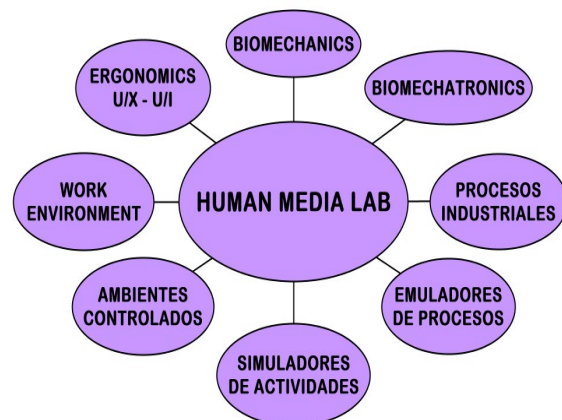 BIOMECHANICS
ERGONOMICS
U/X - U/I
BIOMECHATRONICS
HUMAN MEDIA LAB
WORK
ENVIRONMENT
PROCESOS
INDUSTRIALES
AMBIENTES
CONTROLADOS
EMULADORES
DE PROCESOS
SIMULADORES
DE ACTIVIDADES